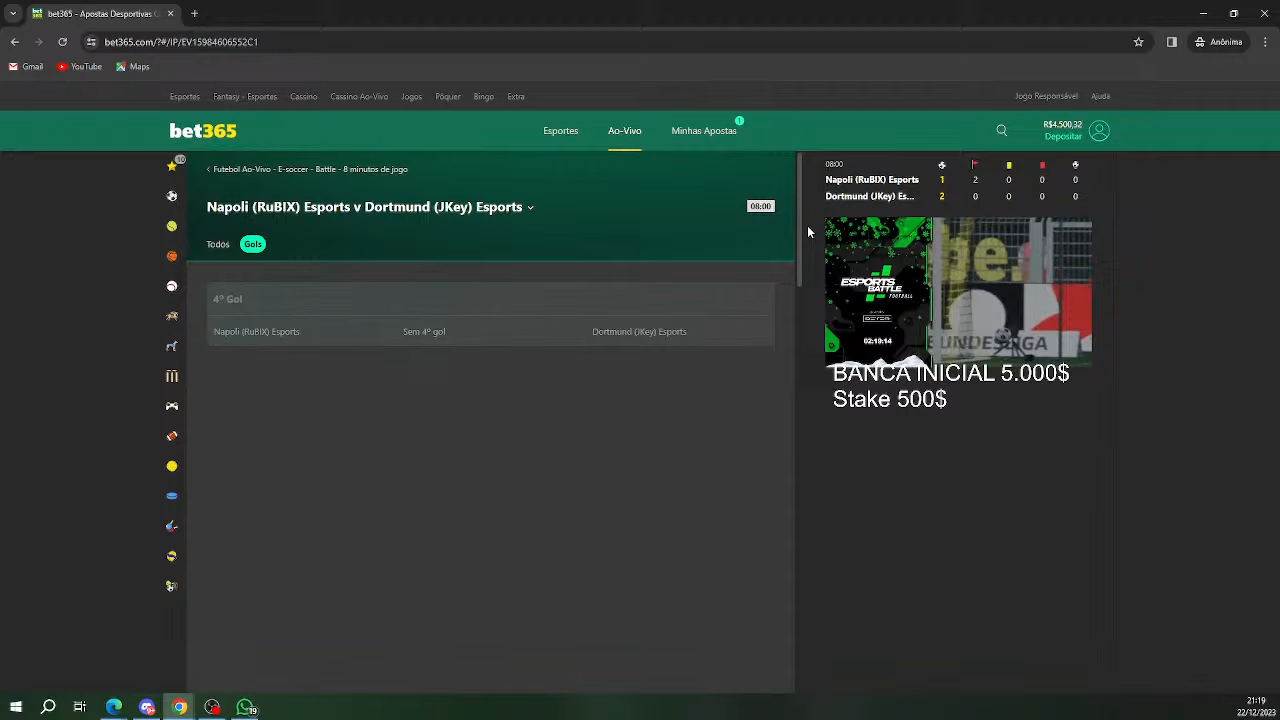 bet365 - Apostas Desportivas O
bet365.com/?#/IP/EV15984606552C1
Anônima
Gmail
YouTube
Maps
Esportes
Fantasy - Esportes
Cassino
Cassino Ao-Vivo
Jogos
Pôquer
Bingo
Extra
Jogo Responsável
Ajuda
bet365
Esportes
Ao-Vivo
Minhas Apostas
1
R$4.500,32
Depositar
10
Futebol Ao-Vivo - E-soccer - Battle - 8 minutos de jogo
Napoli (RuBIX) Esports v Dortmund (JKey) Esports
08:00
Todos
Gols
4º Gol
Napoli (RuBIX) Esports
Sem 4º gol
Dortmund (JKey) Esports
08:00
Napoli (RuBIX) Esports 1 2 0 0 0
Dortmund (JKey) Es... 2 0 0 0 0
ESPORTS
BATTLE
FOOTBALL
02:19:14
be
BUNDESLIGA
BANCA INICIAL 5.000$
Stake 500$
21:19
22/12/2023